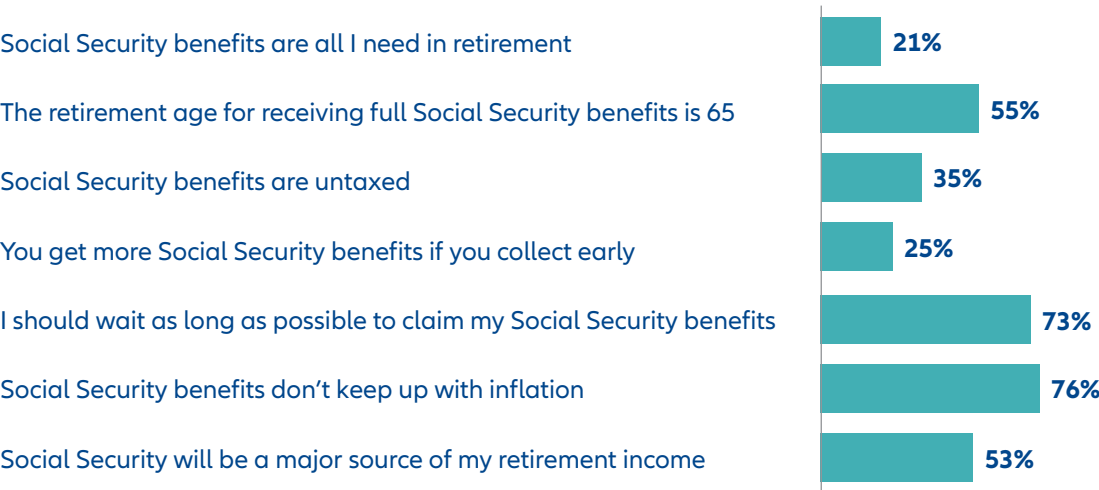 Social Security benefits are all I need in retirement 21%
The retirement age for receiving full Social Security benefits is 65 55%
Social Security benefits are untaxed 35%
You get more Social Security benefits if you collect early 25%
I should wait as long as possible to claim my Social Security benefits 73%
Social Security benefits don’t keep up with inflation 76%
Social Security will be a major source of my retirement income 53%